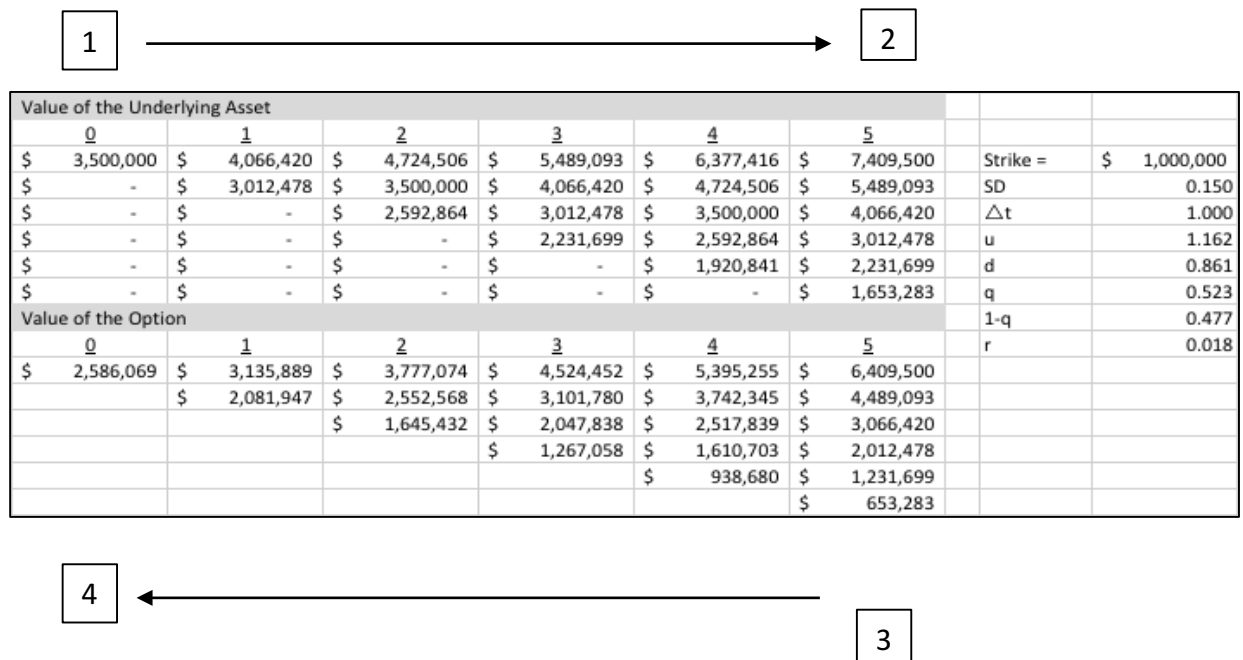 1
2
Value of the Underlying Asset
0 1 2 3 4 5
$ 3,500,000 $ 4,066,420 $ 4,724,506 $ 5,489,093 $ 6,377,416 $ 7,409,500 Strike = $ 1,000,000
$ - $ 3,012,478 $ 3,500,000 $ 4,066,420 $ 4,724,506 $ 5,489,093 SD 0.150
$ - $ - $ 2,592,864 $ 3,012,478 $ 3,500,000 $ 4,066,420 △t 1.000
$ - $ - $ - $ 2,231,699 $ 2,592,864 $ 3,012,478 u 1.162
$ - $ - $ - $ - $ 1,920,841 $ 2,231,699 d 0.861
$ - $ - $ - $ - $ - $ 1,653,283 q 0.523
Value of the Option 1-q 0.477
0 1 2 3 4 5 r 0.018
$ 2,586,069 $ 3,135,889 $ 3,777,074 $ 4,524,452 $ 5,395,255 $ 6,409,500
$ 2,081,947 $ 2,552,568 $ 3,101,780 $ 3,742,345 $ 4,489,093
$ 1,645,432 $ 2,047,838 $ 2,517,839 $ 3,066,420
$ 1,267,058 $ 1,610,703 $ 2,012,478
$ 938,680 $ 1,231,699
$ 653,283
4
3